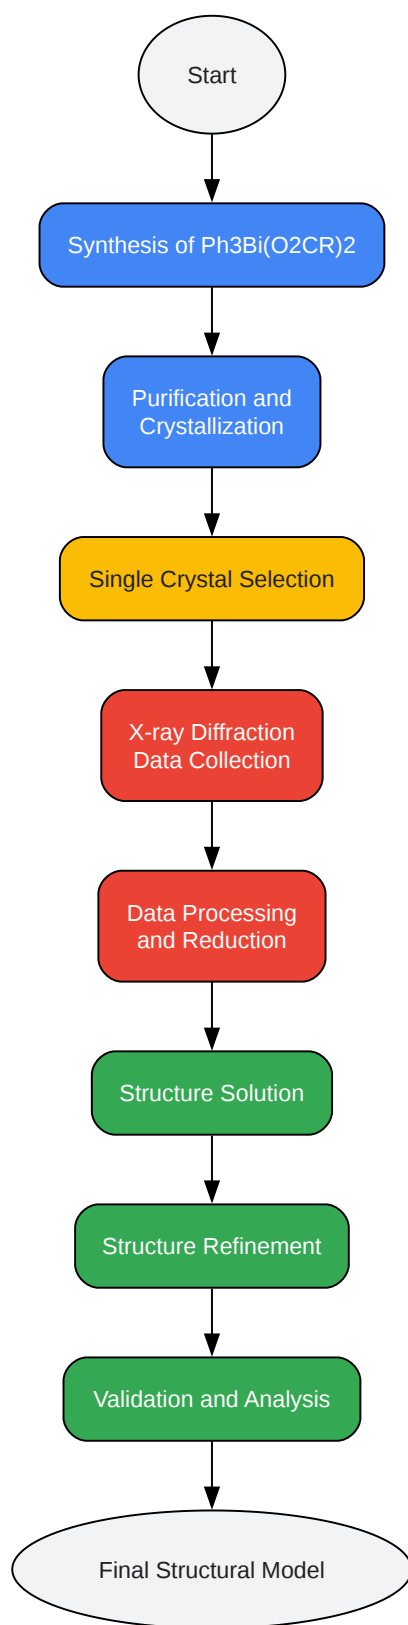 Start
Synthesis of Ph3Bi(O2CR)2
Purification and
Crystallization
Single Crystal Selection
X-ray Diffraction
Data Collection
Data Processing
and Reduction
Structure Solution
Structure Refinement
Validation and Analysis
Final Structural Model